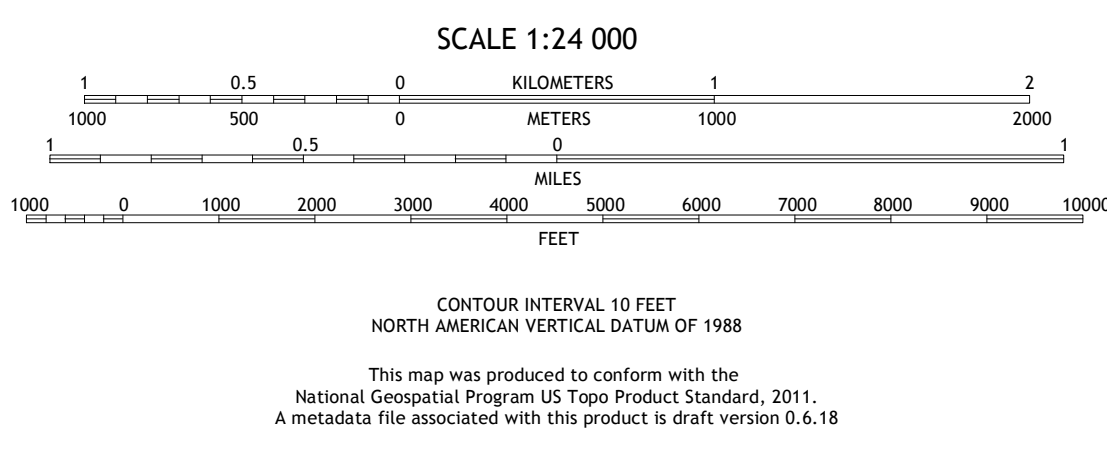 SCALE 1:24 000
1 0.5 0 KILOMETERS 1 2
1000 500 0 METERS 1000 2000
1 0.5 0 1
MILES
1000 0 1000 2000 3000 4000 5000 6000 7000 8000 9000 10000
FEET
CONTOUR INTERVAL 10 FEET
NORTH AMERICAN VERTICAL DATUM OF 1988
This map was produced to conform with the
National Geospatial Program US Topo Product Standard, 2011.
A metadata file associated with this product is draft version 0.6.18